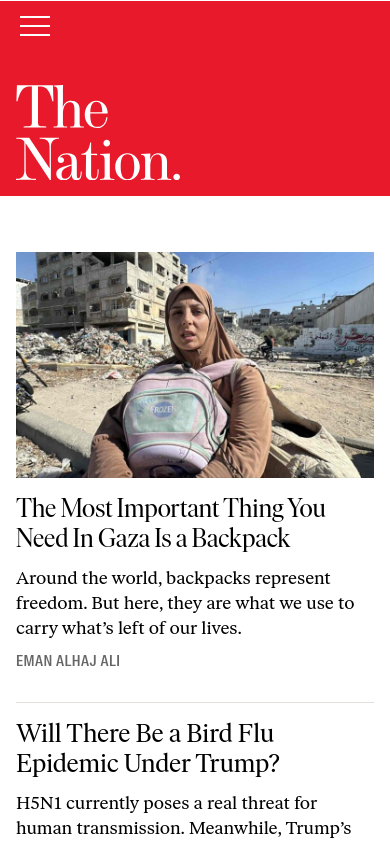 The
Nation.
ROZE
The Most Important Thing You
Need In Gaza Is a Backpack
Around the world, backpacks represent
freedom. But here, they are what we use to
carry what’s left of our lives.
EMAN ALHAJ ALI
Will There Be a Bird Flu
Epidemic Under Trump?
H5N1 currently poses a real threat for
human transmission. Meanwhile, Trump’s